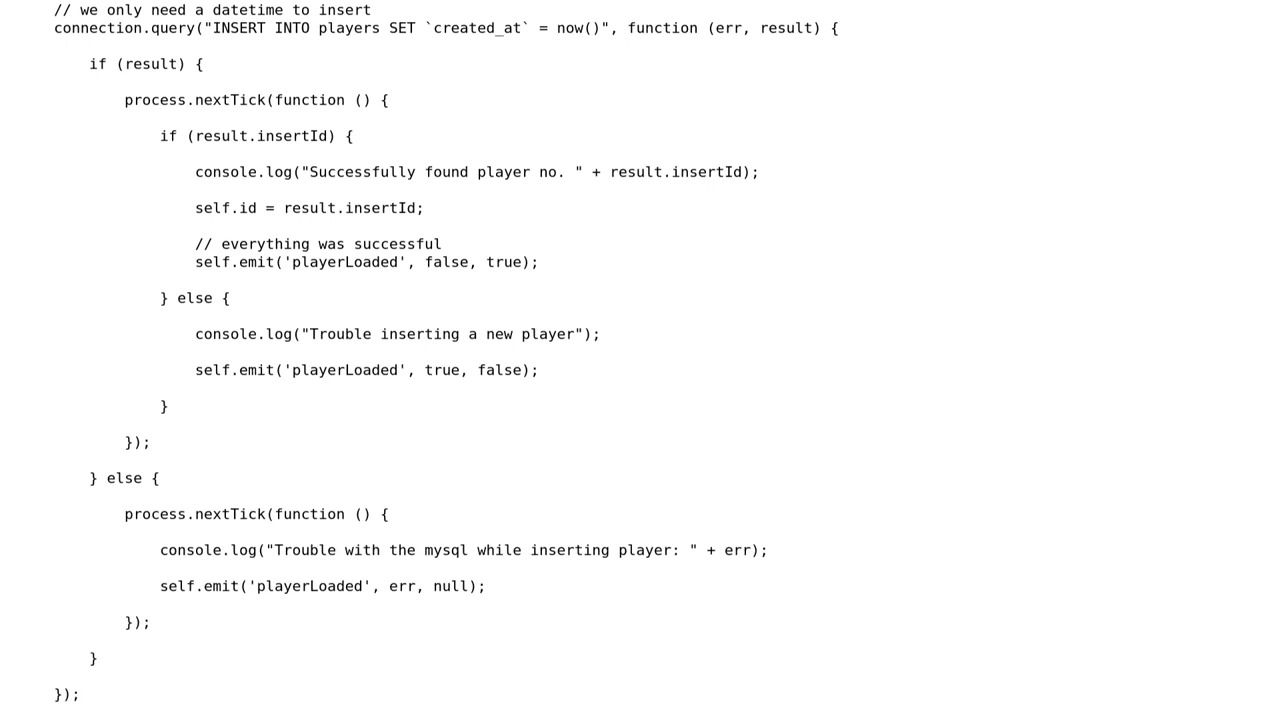 // we only need a datetime to insert
connection.query("INSERT INTO players SET `created_at` = now()", function (err, result) {
if (result) {
process.nextTick(function () {
if (result.insertId) {
console.log("Successfully found player no. " + result.insertId);
self.id = result.insertId;
// everything was successful
self.emit('playerLoaded', false, true);
} else {
console.log("Trouble inserting a new player");
self.emit('playerLoaded', true, false);
}
});
} else {
process.nextTick(function () {
console.log("Trouble with the mysql while inserting player: " + err);
self.emit('playerLoaded', err, null);
});
}
});